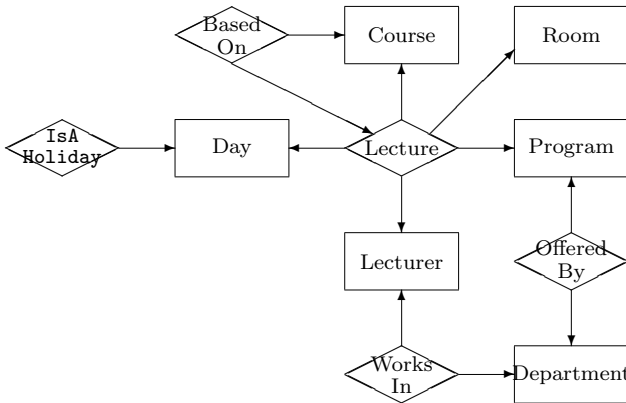 Based
On
Course
Room
IsA
Holiday
Day
Lecture
Program
Lecturer
Offered
By
Works
In
Department